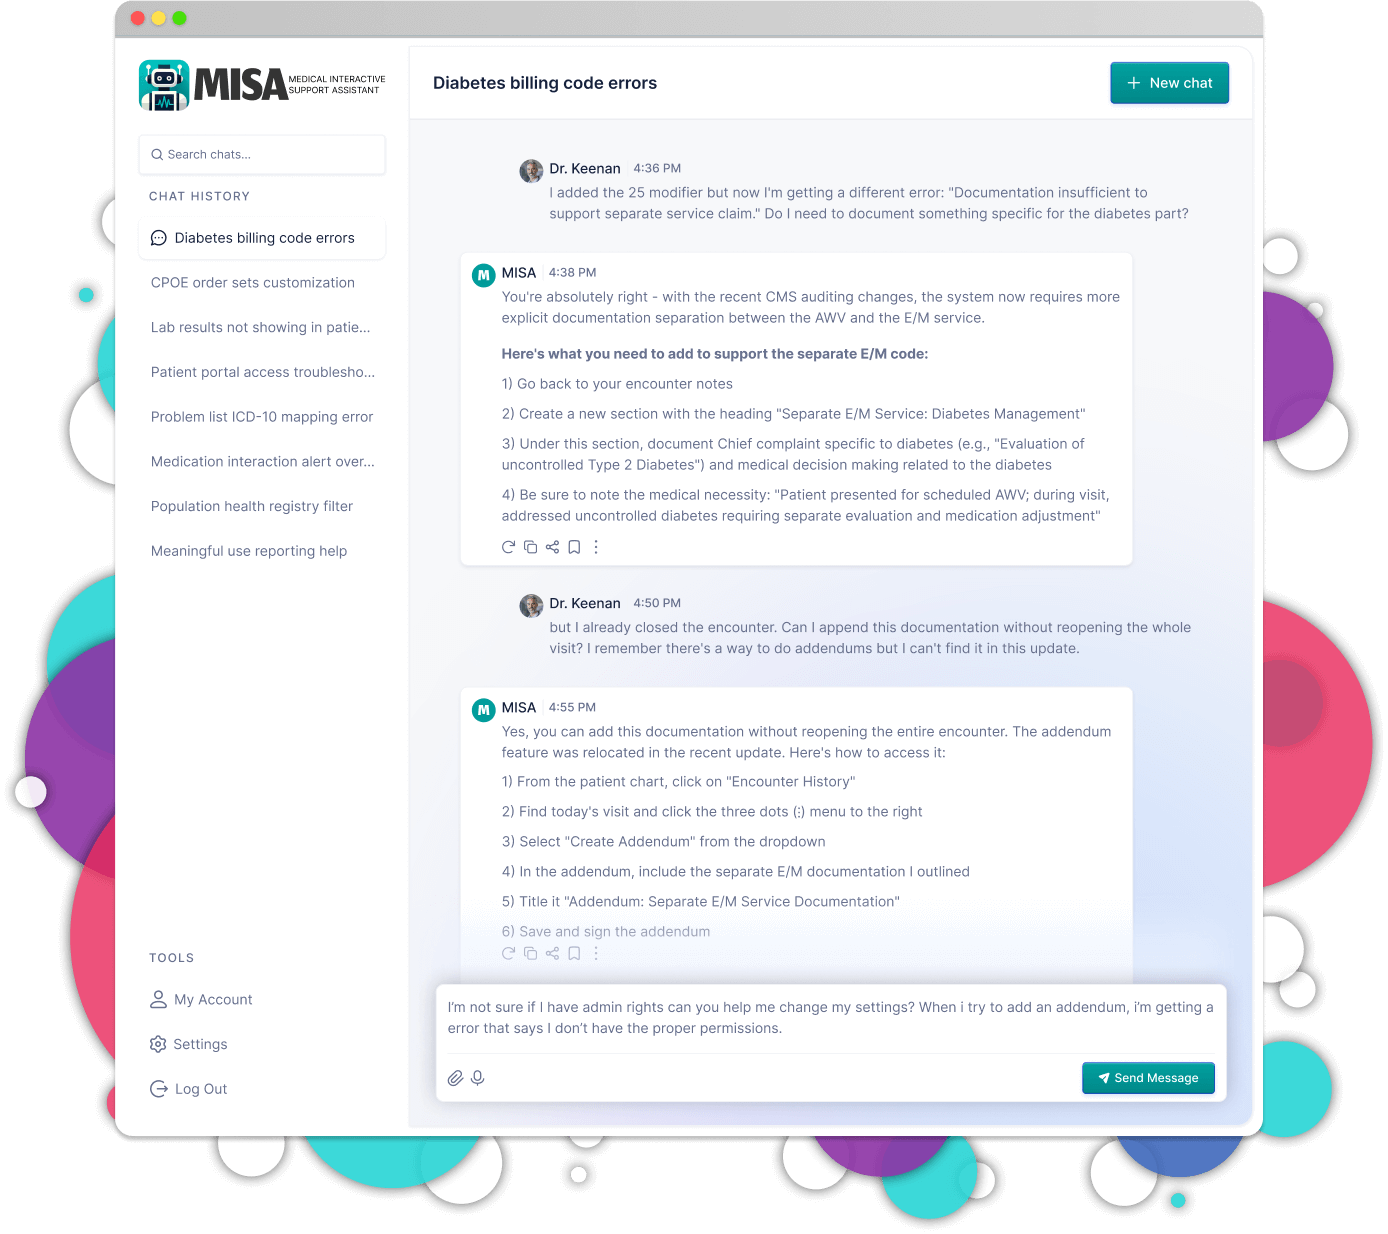 MISA MEDICAL INTERACTIVE
SUPPORT ASSISTANT
Search chats...
CHAT HISTORY
Diabetes billing code errors
CPOE order sets customization
Lab results not showing in patie...
Patient portal access troublesho...
Problem list ICD-10 mapping error
Medication interaction alert over...
Population health registry filter
Meaningful use reporting help
TOOLS
My Account
Settings
Log Out
Diabetes billing code errors
+ New chat
Dr. Keenan 4:36 PM
I added the 25 modifier but now I'm getting a different error: "Documentation insufficient to
support separate service claim." Do I need to document something specific for the diabetes part?
M MISA 4:38 PM
You're absolutely right - with the recent CMS auditing changes, the system now requires more
explicit documentation separation between the AWV and the E/M service.
Here's what you need to add to support the separate E/M code:
1) Go back to your encounter notes
2) Create a new section with the heading "Separate E/M Service: Diabetes Management"
3) Under this section, document Chief complaint specific to diabetes (e.g., "Evaluation of
uncontrolled Type 2 Diabetes") and medical decision making related to the diabetes
4) Be sure to note the medical necessity: "Patient presented for scheduled AWV; during visit,
addressed uncontrolled diabetes requiring separate evaluation and medication adjustment"
Dr. Keenan 4:50 PM
but I already closed the encounter. Can I append this documentation without reopening the whole
visit? I remember there's a way to do addendums but I can't find it in this update.
M MISA 4:55 PM
Yes, you can add this documentation without reopening the entire encounter. The addendum
feature was relocated in the recent update. Here's how to access it:
1) From the patient chart, click on "Encounter History"
2) Find today's visit and click the three dots (⋮) menu to the right
3) Select "Create Addendum" from the dropdown
4) In the addendum, include the separate E/M documentation I outlined
5) Title it "Addendum: Separate E/M Service Documentation"
6) Save and sign the addendum
I'm not sure if I have admin rights can you help me change my settings? When i try to add an addendum, i'm getting a
error that says I don't have the proper permissions.
Send Message